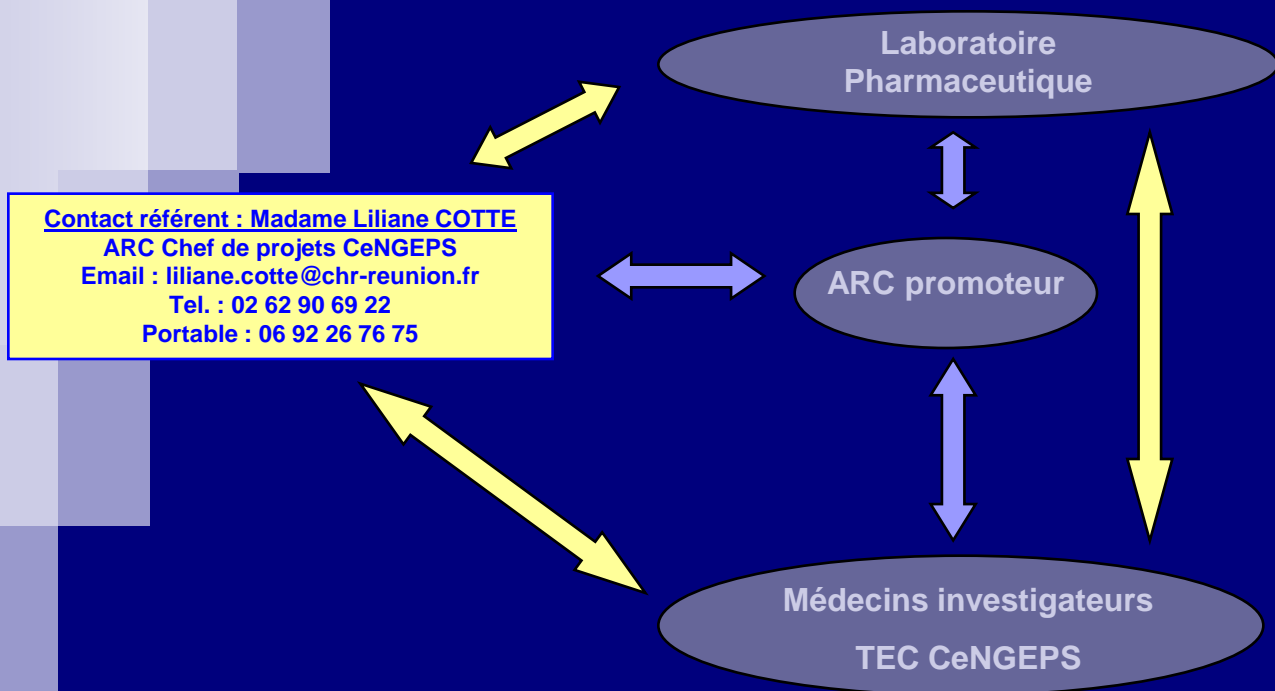 Laboratoire
Pharmaceutique
Contact référent : Madame Liliane COTTE
ARC Chef de projets CeNGEPS
Email : liliane.cotte@chr-reunion.fr
Tel. : 02 62 90 69 22
Portable : 06 92 26 76 75
ARC promoteur
Médecins investigateurs
TEC CeNGEPS